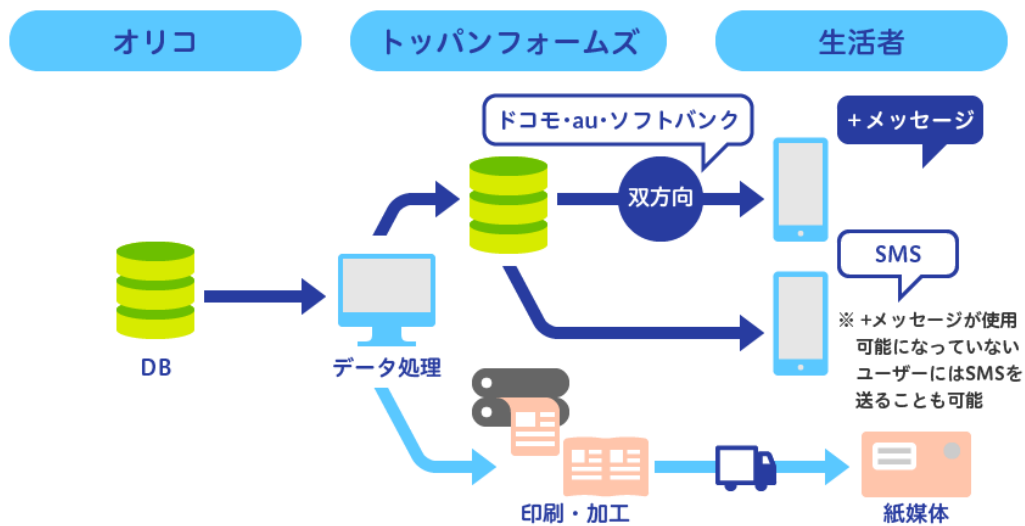 オリコ
トッパンフォームズ
生活者
ドコモ・au・ソフトバンク
+メッセージ
双方向
SMS
※ +メッセージが使用
可能になっていない
ユーザーにはSMSを
送ることも可能
DB
データ処理
印刷・加工
紙媒体